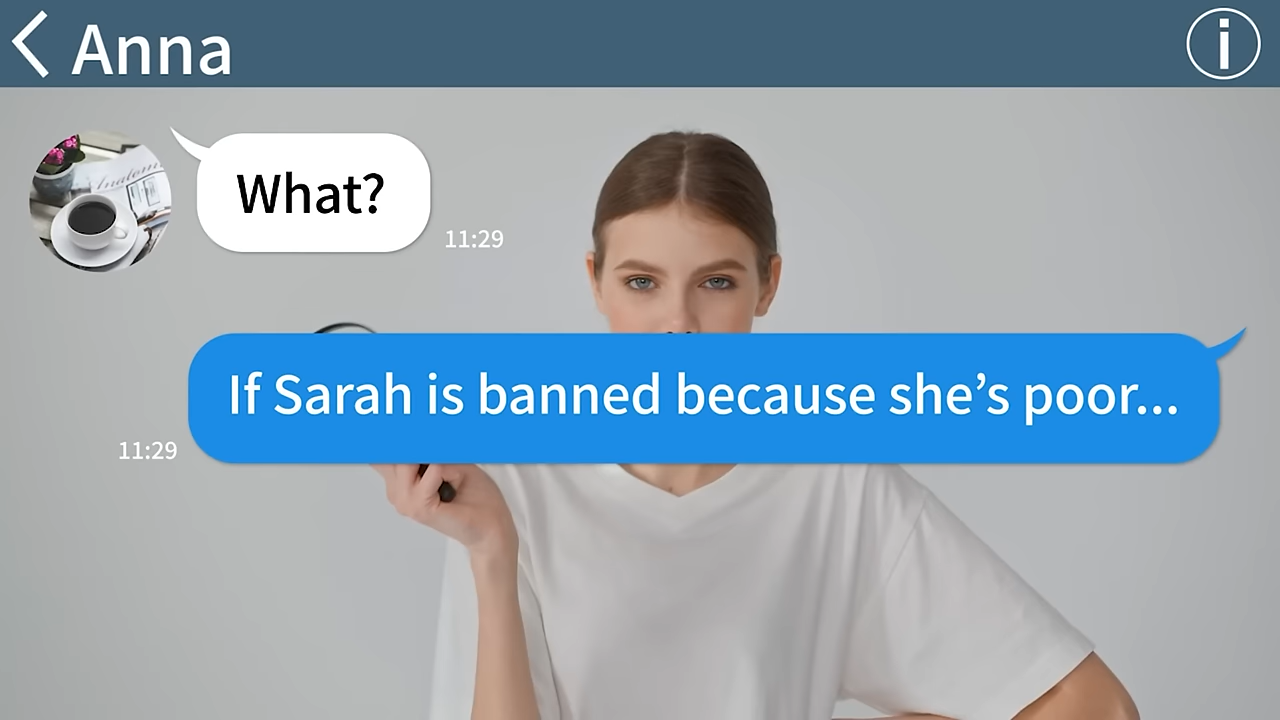 Anna
What?
11:29
If Sarah is banned because she’s poor...
11:29